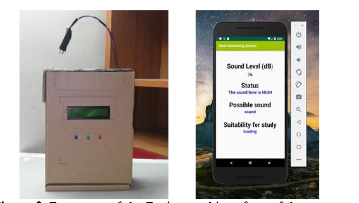 Noise Monitoring System
Sound Level (dB)
76
Status
The sound level is HIGH
Possible sound
sound
Suitability for study
loading